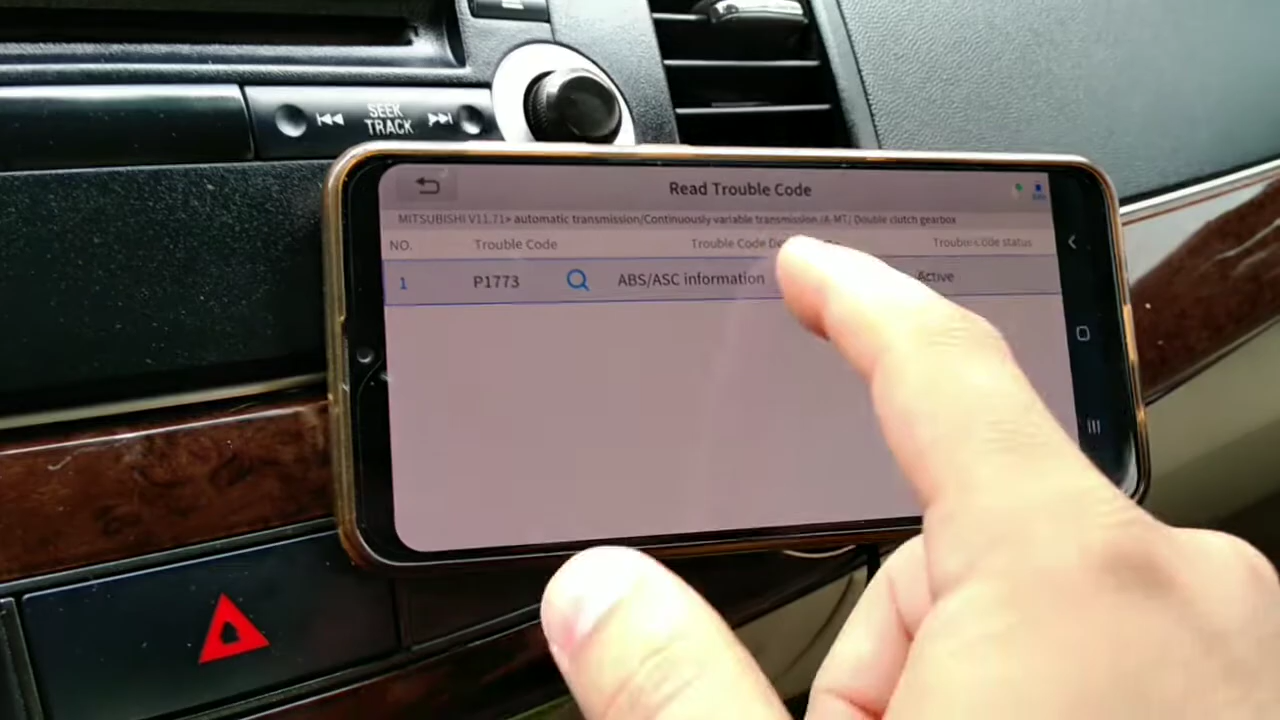 SEEK
TRACK
Read Trouble Code
MITSUBISHI V11.71> automatic transmission/Continuously variable transmission /A-MT/ Double clutch gearbox
NO. Trouble Code Trouble Code Trouble Code status
1 P1773 ABS/ASC information Active